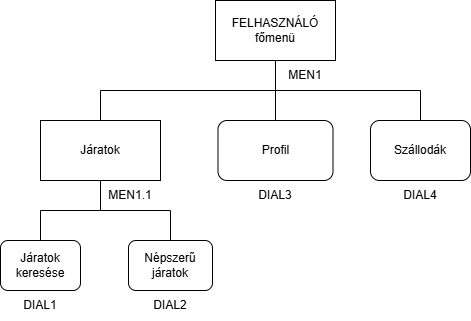 FELHASZNÁLÓ
főmenü
MEN1
Járatok
Profil
Szállodák
MEN1.1
DIAL3
DIAL4
Járatok
keresése
Népszerű
járatok
DIAL1
DIAL2